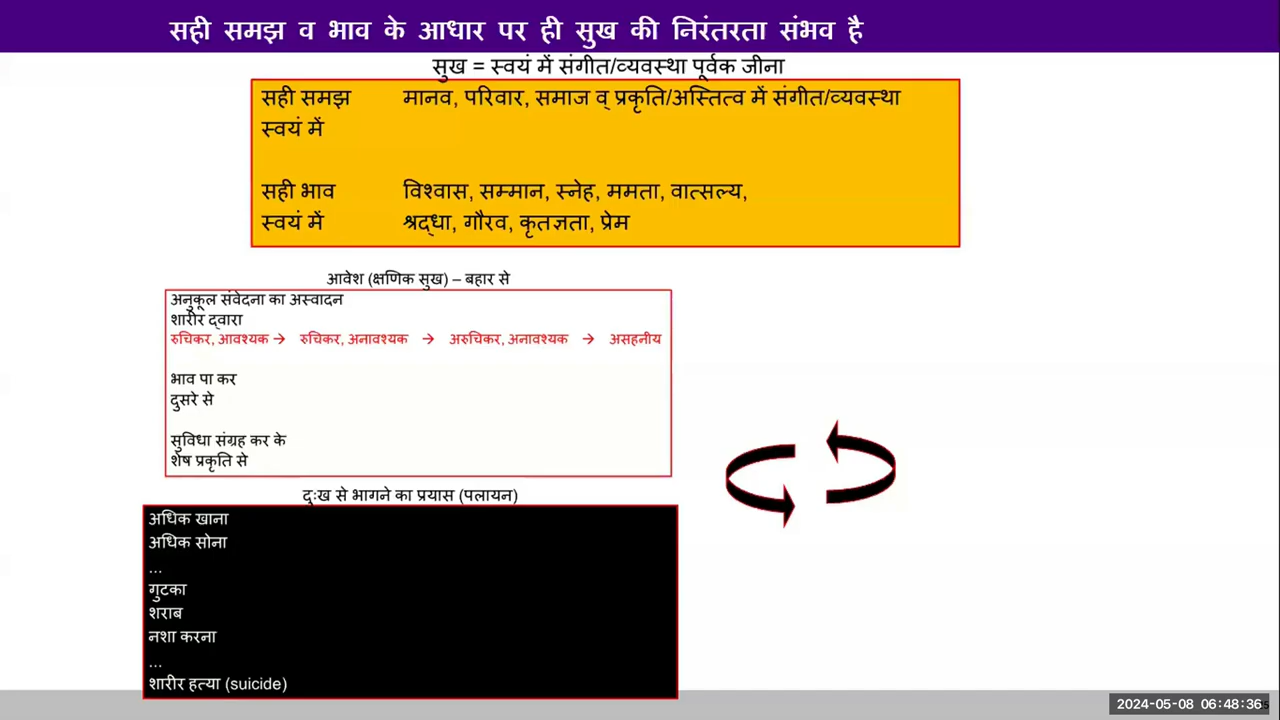 सही समझ व भाव के आधार पर ही सुख की निरंतरता संभव है
सुख = स्वयं में संगीत/व्यवस्था पूर्वक जीना
सही समझ मानव, परिवार, समाज व् प्रकृति/अस्तित्व में संगीत/व्यवस्था
स्वयं में
सही भाव विश्वास, सम्मान, स्नेह, ममता, वात्सल्य,
स्वयं में श्रद्धा, गौरव, कृतज्ञता, प्रेम
आवेश (क्षणिक सुख) – बहार से
अनुकूल संवेदना का अस्वादन
शारीर द्वारा
रुचिकर, आवश्यक → रुचिकर, अनावश्यक → अरुचिकर, अनावश्यक → असहनीय
भाव पा कर
दुसरे से
सुविधा संग्रह कर के
शेष प्रकृति से
दुःख से भागने का प्रयास (पलायन)
अधिक खाना
अधिक सोना
...
गुटका
शराब
नशा करना
...
शारीर हत्या (suicide)
2024-05-08 06:48:36